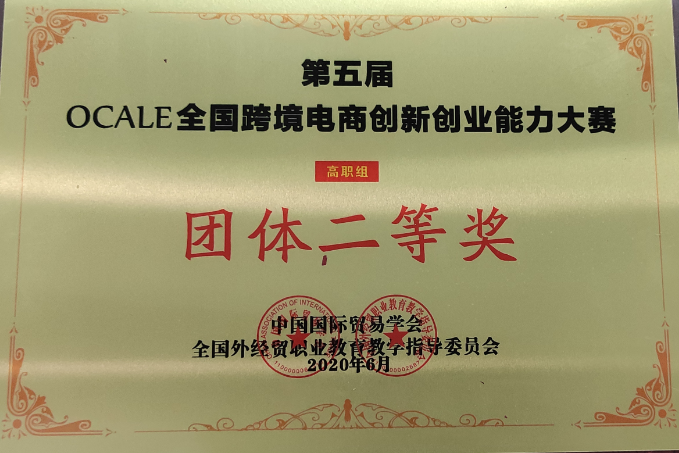 第五届
OCALE全国跨境电商创新创业能力大赛
高职组
团体二等奖
中国国际贸易学会
全国外经贸职业教育教学指导委员会
2020年6月